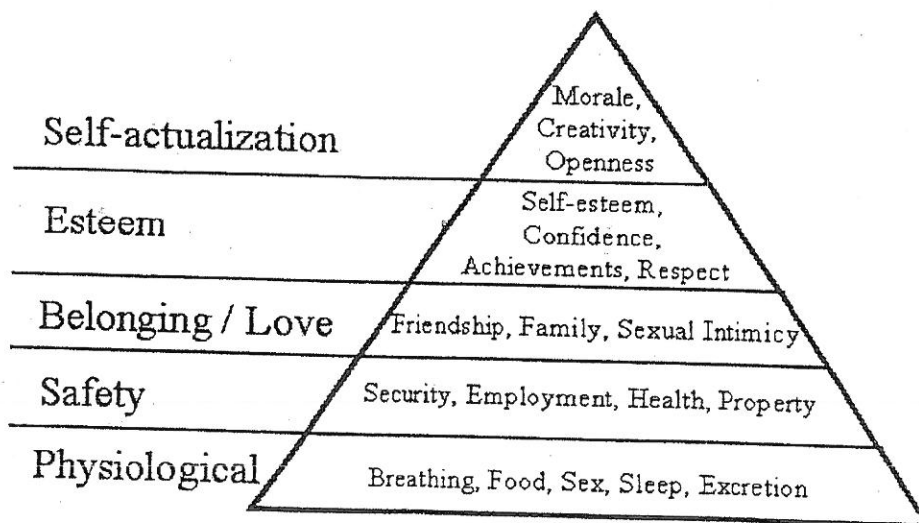 Morale,
Creativity,
Openness
Self-actualization
Self-esteem,
Confidence,
Achievements, Respect
Esteem
Belonging / Love
Friendship, Family, Sexual Intimicy
Safety
Security, Employment, Health, Property
Physiological
Breathing, Food, Sex, Sleep, Excretion